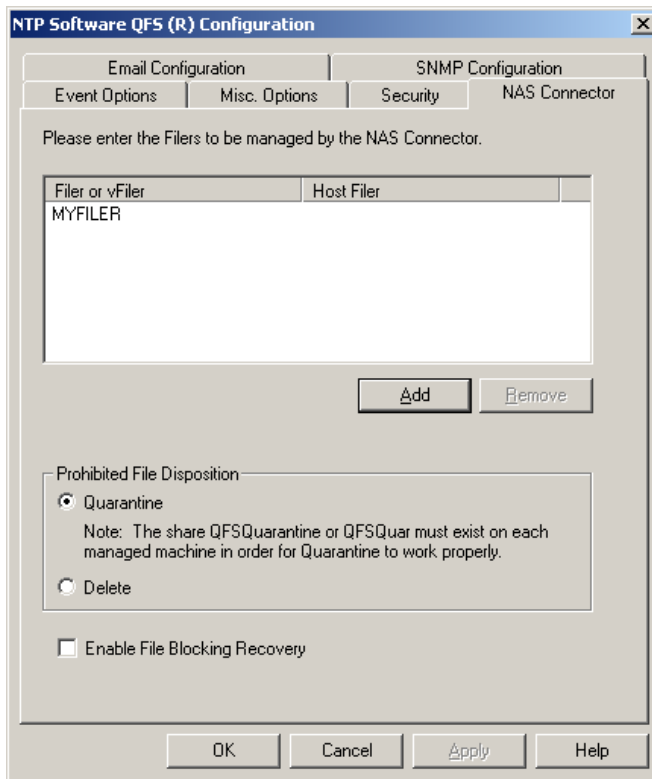 NTP Software QFS (R) Configuration
Email Configuration
SNMP Configuration
Event Options
Misc. Options
Security
NAS Connector
Please enter the Filers to be managed by the NAS Connector.
Filer or vFiler
Host Filer
MYFILER
Add
Remove
Prohibited File Disposition
Quarantine
Note: The share QFSQuarantine or QFSQuar must exist on each
managed machine in order for Quarantine to work properly.
Delete
Enable File Blocking Recovery
OK
Cancel
Apply
Help